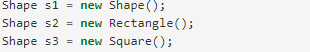 Shape s1 = new Shape();
Shape s2 = new Rectangle();
Shape s3 = new Square();